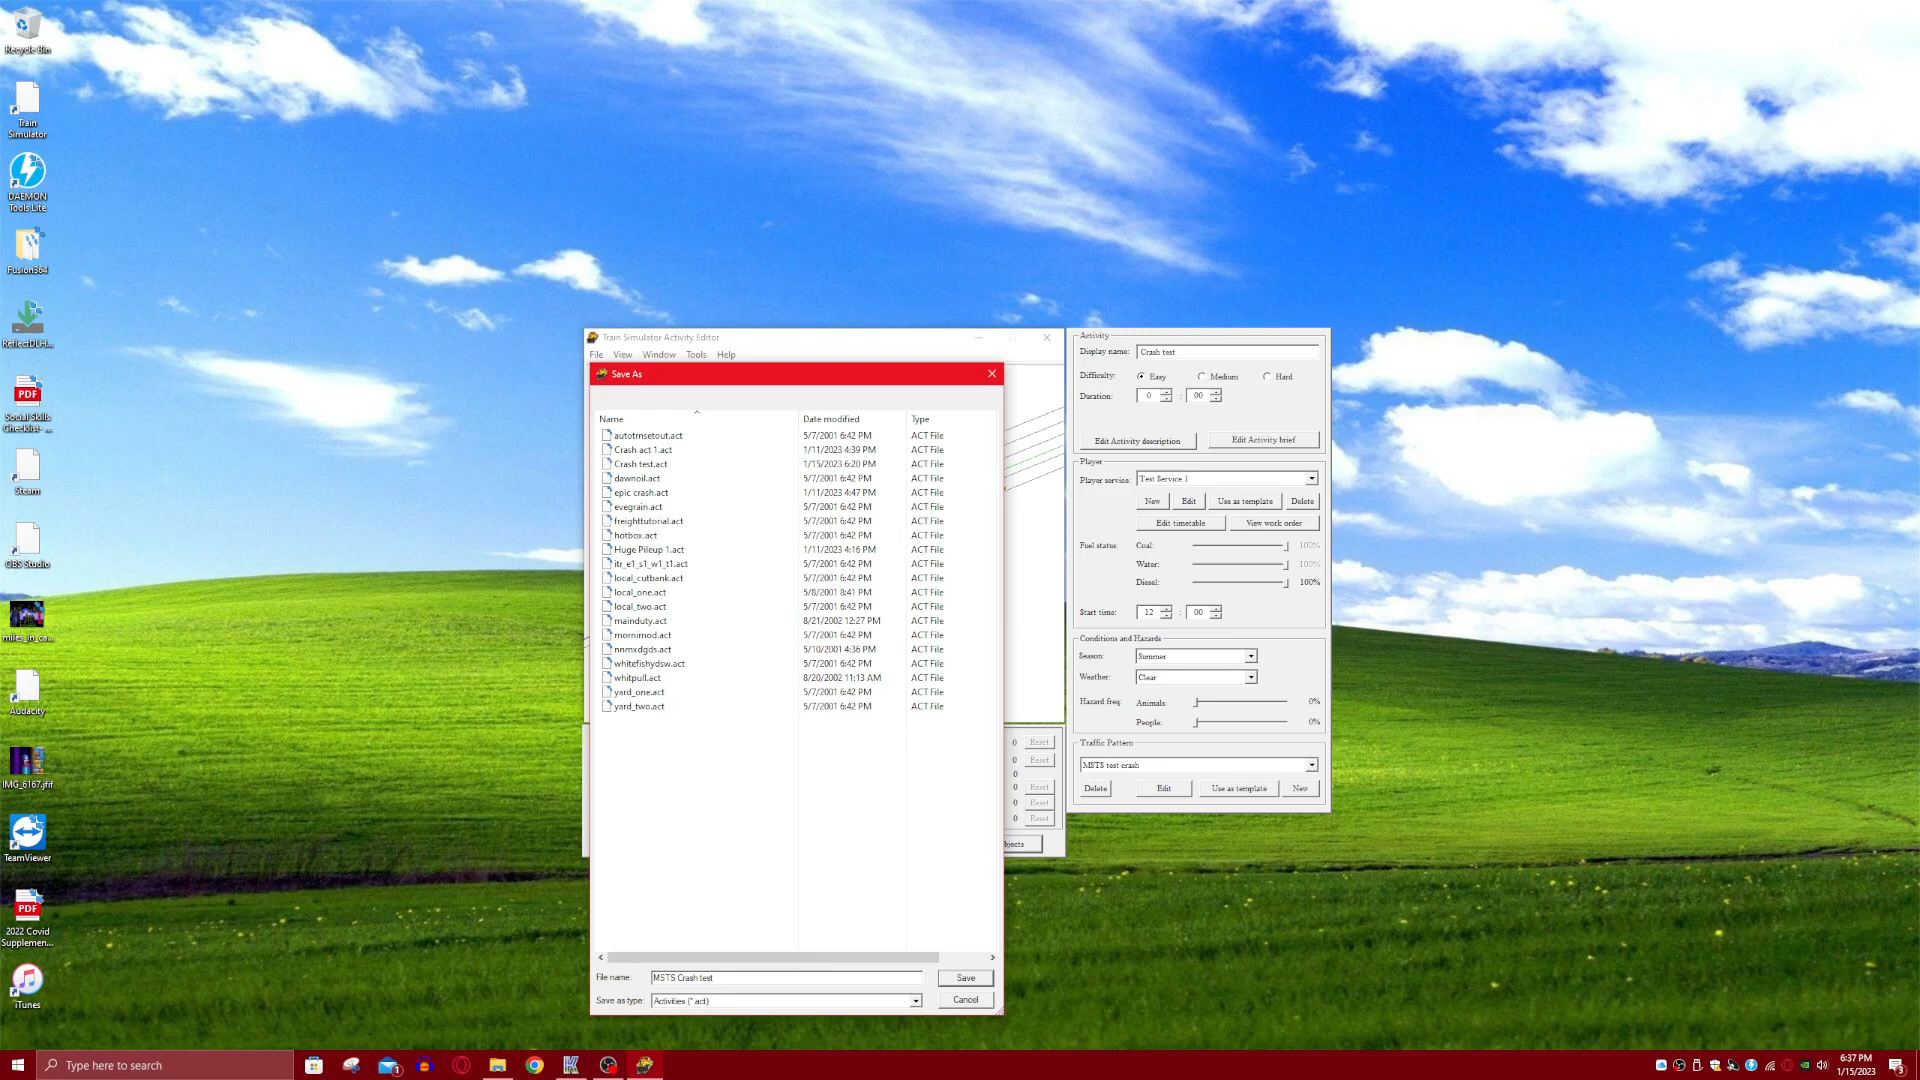 Recycle Bin
Train
Simulator
DAEMON
Tools Lite
Fusion364
ReflectDLH...
PDF
Social Skills
Checklist-...
Steam
OBS Studio
miles_in_ca...
Audacity
IMG_6167.jfif
TeamViewer
PDF
2022 Covid
Supplemen...
iTunes
Train Simulator Activity Editor
File View Window Tools Help
Save As
Name Date modified Type
autotrnsetout.act 5/7/2001 6:42 PM ACT File
Crash act 1.act 1/11/2023 4:39 PM ACT File
Crash test.act 1/15/2023 6:20 PM ACT File
dawnoil.act 5/7/2001 6:42 PM ACT File
epic crash.act 1/11/2023 4:47 PM ACT File
evegrain.act 5/7/2001 6:42 PM ACT File
freighttutorial.act 5/7/2001 6:42 PM ACT File
hotbox.act 5/7/2001 6:42 PM ACT File
Huge Pileup 1.act 1/11/2023 4:16 PM ACT File
itr_e1_s1_w1_t1.act 5/7/2001 6:42 PM ACT File
local_cutbank.act 5/7/2001 6:42 PM ACT File
local_one.act 5/8/2001 8:41 PM ACT File
local_two.act 5/7/2001 6:42 PM ACT File
mainduty.act 8/21/2002 12:27 PM ACT File
mornimod.act 5/7/2001 6:42 PM ACT File
nnmxdgds.act 5/10/2001 4:36 PM ACT File
whitefishydsw.act 5/7/2001 6:42 PM ACT File
whitpull.act 8/20/2002 11:13 AM ACT File
yard_one.act 5/7/2001 6:42 PM ACT File
yard_two.act 5/7/2001 6:42 PM ACT File
File name: MSTS Crash test Save
Save as type: Activities (*.act) Cancel
0 Reset
0 Reset
0
0 Reset
0 Reset
0 Reset
bjects
Activity
Display name: Crash test
Difficulty: Easy Medium Hard
Duration: 0 : 00
Edit Activity description Edit Activity brief
Player
Player service: Test Service 1
New Edit Use as template Delete
Edit timetable View work order
Fuel status: Coal: 100%
Water: 100%
Diesel: 100%
Start time: 12 : 00
Conditions and Hazards
Season: Summer
Weather: Clear
Hazard freq: Animals: 0%
People: 0%
Traffic Pattern
MSTS test crash
Delete Edit Use as template New
Type here to search
1
6:37 PM
1/15/2023
3